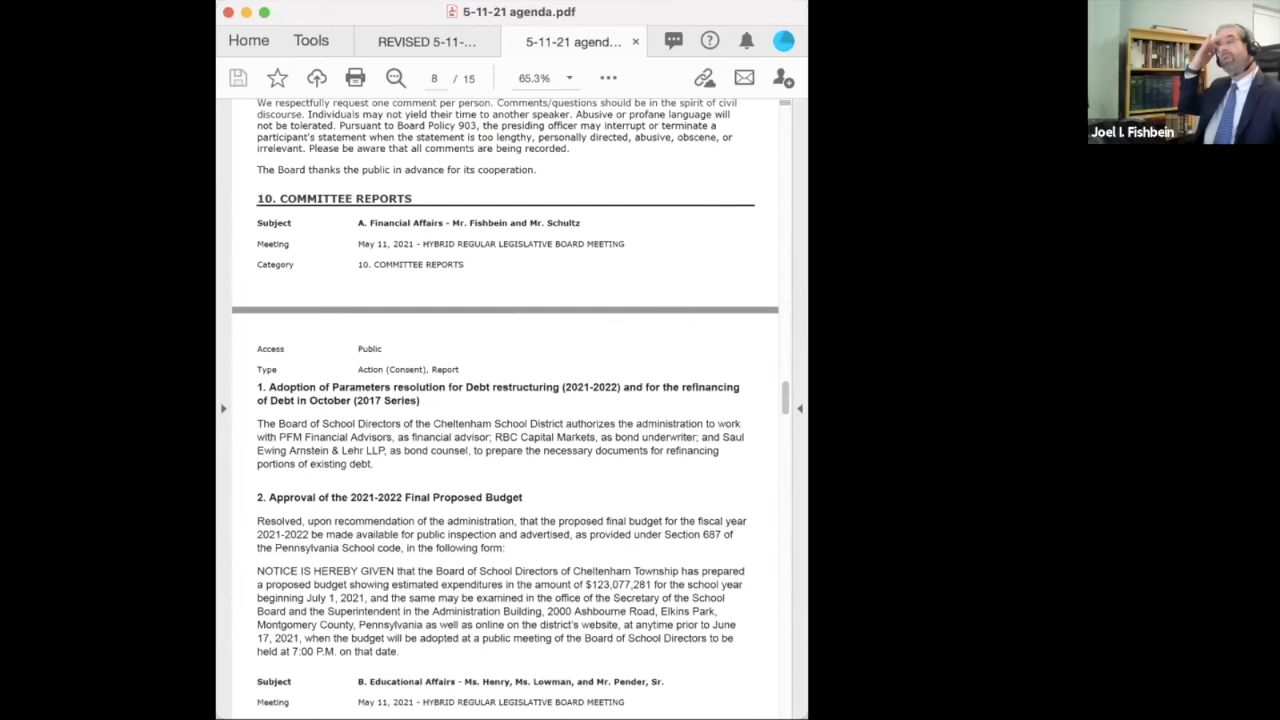 5-11-21 agenda.pdf
Home Tools REVISED 5-11-... 5-11-21 agend... ×
8 / 15 65.3%
We respectfully request one comment per person. Comments/questions should be in the spirit of civil
discourse. Individuals may not yield their time to another speaker. Abusive or profane language will
not be tolerated. Pursuant to Board Policy 903, the presiding officer may interrupt or terminate a
participant's statement when the statement is too lengthy, personally directed, abusive, obscene, or
irrelevant. Please be aware that all comments are being recorded.
The Board thanks the public in advance for its cooperation.
10. COMMITTEE REPORTS
Subject A. Financial Affairs - Mr. Fishbein and Mr. Schultz
Meeting May 11, 2021 - HYBRID REGULAR LEGISLATIVE BOARD MEETING
Category 10. COMMITTEE REPORTS
Access Public
Type Action (Consent), Report
1. Adoption of Parameters resolution for Debt restructuring (2021-2022) and for the refinancing
of Debt in October (2017 Series)
The Board of School Directors of the Cheltenham School District authorizes the administration to work
with PFM Financial Advisors, as financial advisor; RBC Capital Markets, as bond underwriter; and Saul
Ewing Arnstein & Lehr LLP, as bond counsel, to prepare the necessary documents for refinancing
portions of existing debt.
2. Approval of the 2021-2022 Final Proposed Budget
Resolved, upon recommendation of the administration, that the proposed final budget for the fiscal year
2021-2022 be made available for public inspection and advertised, as provided under Section 687 of
the Pennsylvania School code, in the following form:
NOTICE IS HEREBY GIVEN that the Board of School Directors of Cheltenham Township has prepared
a proposed budget showing estimated expenditures in the amount of $123,077,281 for the school year
beginning July 1, 2021, and the same may be examined in the office of the Secretary of the School
Board and the Superintendent in the Administration Building, 2000 Ashbourne Road, Elkins Park,
Montgomery County, Pennsylvania as well as online on the district's website, at anytime prior to June
17, 2021, when the budget will be adopted at a public meeting of the Board of School Directors to be
held at 7:00 P.M. on that date.
Subject B. Educational Affairs - Ms. Henry, Ms. Lowman, and Mr. Pender, Sr.
Meeting May 11, 2021 - HYBRID REGULAR LEGISLATIVE BOARD MEETING
Joel I. Fishbein